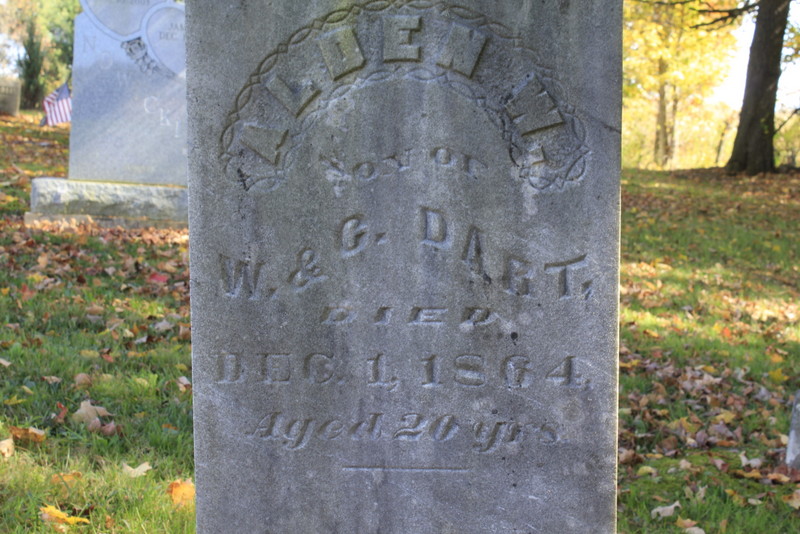 ALDEN W.
SON OF
W. & C. DART,
DIED
DEC. 1, 1864,
Aged 20 yrs